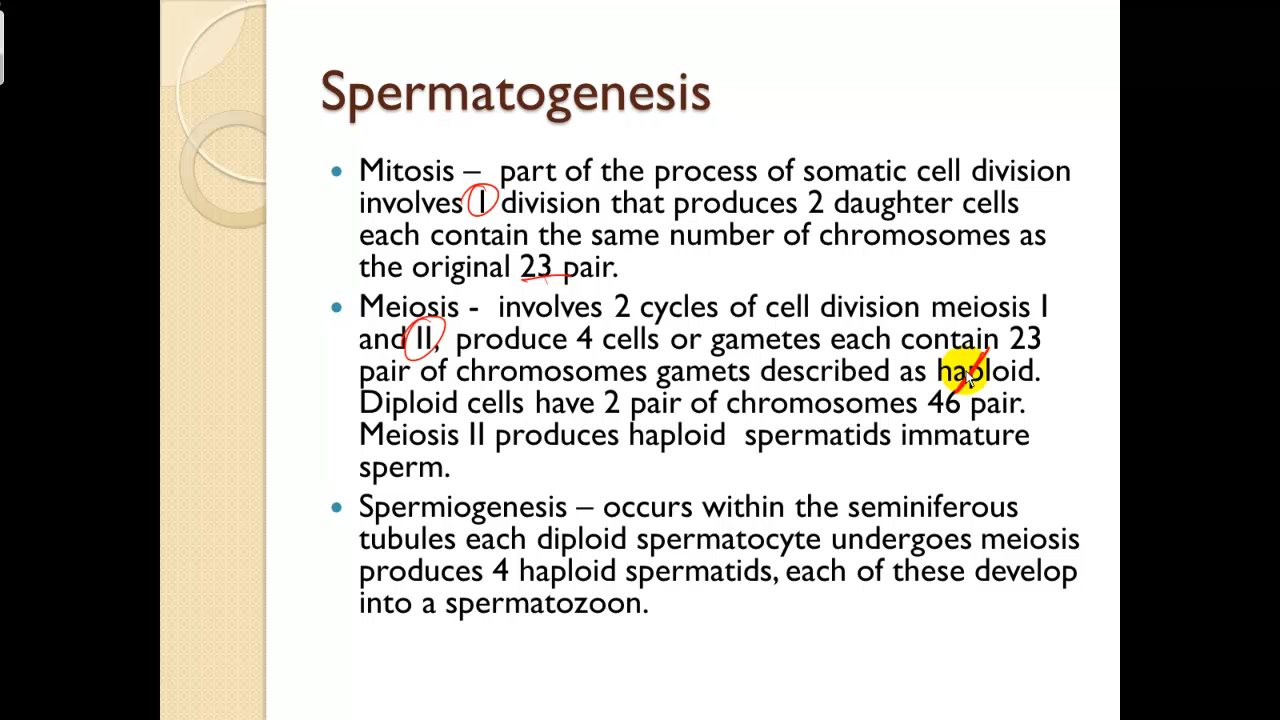 Spermatogenesis
• Mitosis – part of the process of somatic cell division
involves 1 division that produces 2 daughter cells
each contain the same number of chromosomes as
the original 23 pair.
• Meiosis - involves 2 cycles of cell division meiosis I
and II, produce 4 cells or gametes each contain 23
pair of chromosomes gamets described as haploid.
Diploid cells have 2 pair of chromosomes 46 pair.
Meiosis II produces haploid spermatids immature
sperm.
• Spermiogenesis – occurs within the seminiferous
tubules each diploid spermatocyte undergoes meiosis
produces 4 haploid spermatids, each of these develop
into a spermatozoon.